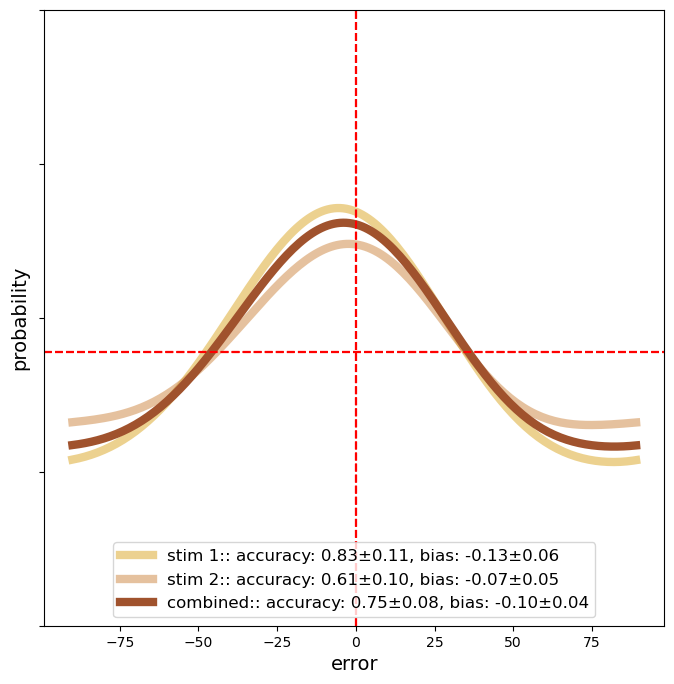 probability
stim 1:: accuracy: 0.83±0.11, bias: -0.13±0.06
stim 2:: accuracy: 0.61±0.10, bias: -0.07±0.05
combined:: accuracy: 0.75±0.08, bias: -0.10±0.04
−75 −50 −25 0 25 50 75
error